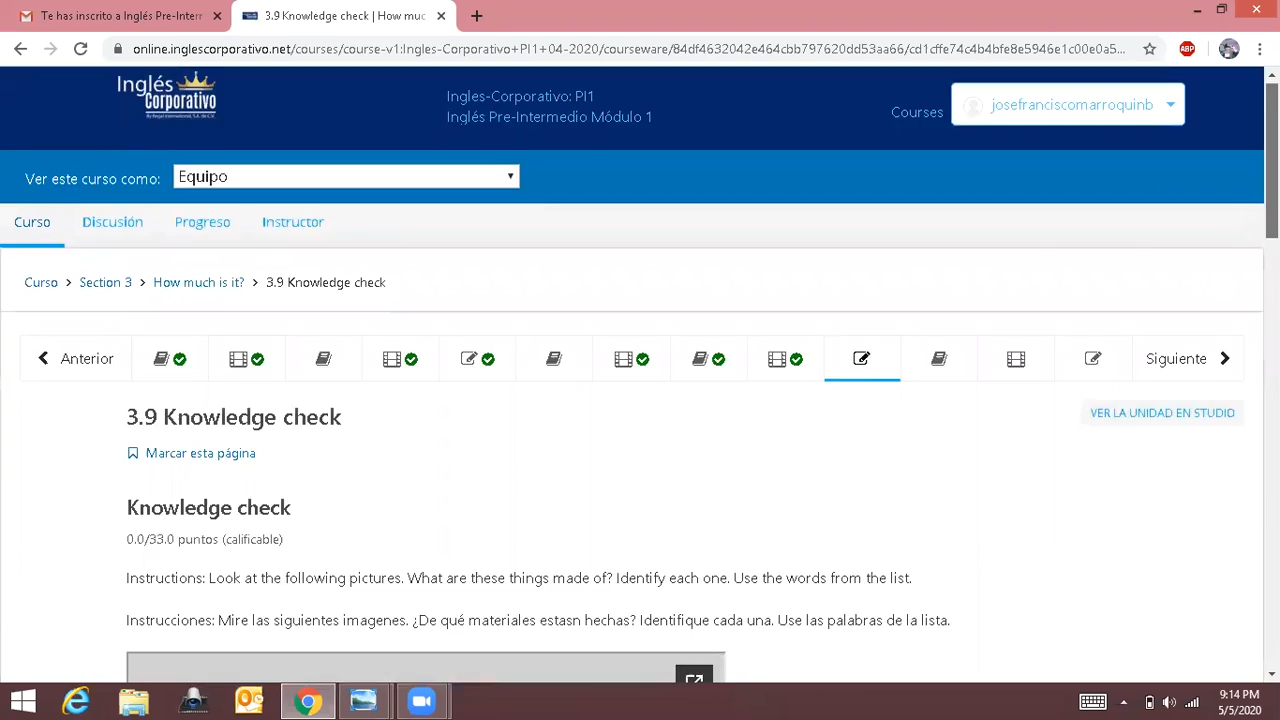 Te has inscrito a Inglés Pre-Interm
3.9 Knowledge check | How muc
online.inglescorporativo.net/courses/course-v1:Ingles-Corporativo+PI1+04-2020/courseware/84df4632042e464cbb797620dd53aa66/cd1cffe74c4b4bfe8e5946e1c00e0a5...
ABP
Inglés
Corporativo
By Regal International, S.A. de C.V.
Ingles-Corporativo: PI1
Inglés Pre-Intermedio Módulo 1
Courses
josefranciscomarroquinb
Ver este curso como:
Equipo
Curso Discusión Progreso Instructor
Curso > Section 3 > How much is it? > 3.9 Knowledge check
Anterior
Siguiente
3.9 Knowledge check
VER LA UNIDAD EN STUDIO
Marcar esta página
Knowledge check
0.0/33.0 puntos (calificable)
Instructions: Look at the following pictures. What are these things made of? Identify each one. Use the words from the list.
Instrucciones: Mire las siguientes imagenes. ¿De qué materiales estasn hechas? Identifique cada una. Use las palabras de la lista.
9:14 PM
5/5/2020